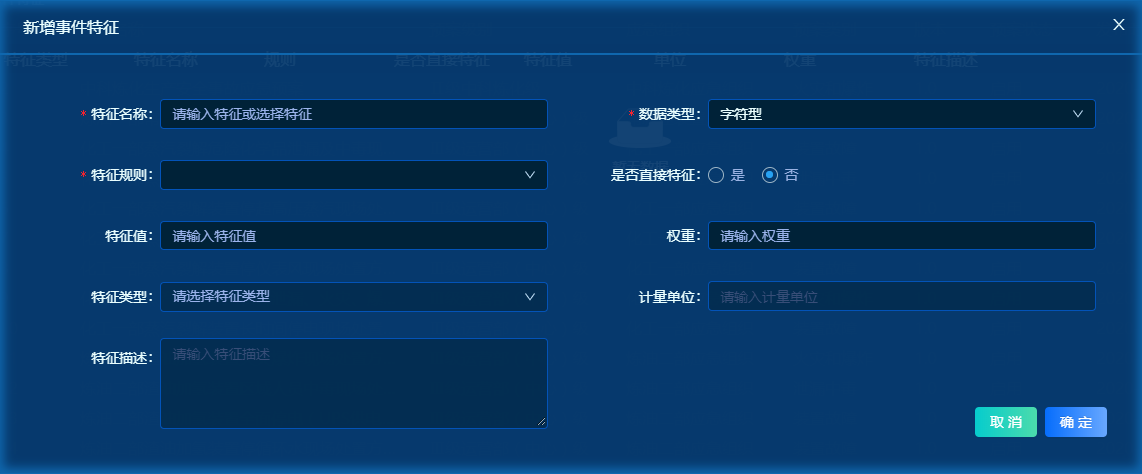 新增事件特征
特征类型 特征名称 规则 是否直接特征 特征值 单位 权重 特征描述
* 特征名称: 请输入特征或选择特征 * 数据类型: 字符型
暂无数据
* 特征规则: 是否直接特征: 是 否
特征值: 请输入特征值 权重: 请输入权重
特征类型: 请选择特征类型 计量单位: 请输入计量单位
特征描述: 请输入特征描述
取消 确定